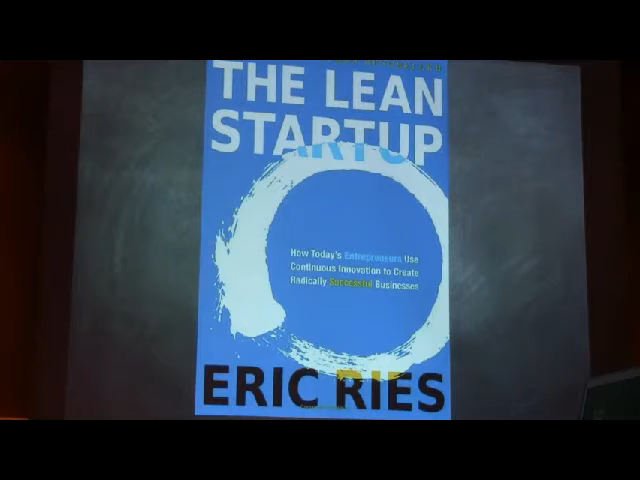 THE LEAN
STARTUP
How Today's Entrepreneurs Use
Continuous Innovation to Create
Radically Successful Businesses
ERIC RIES